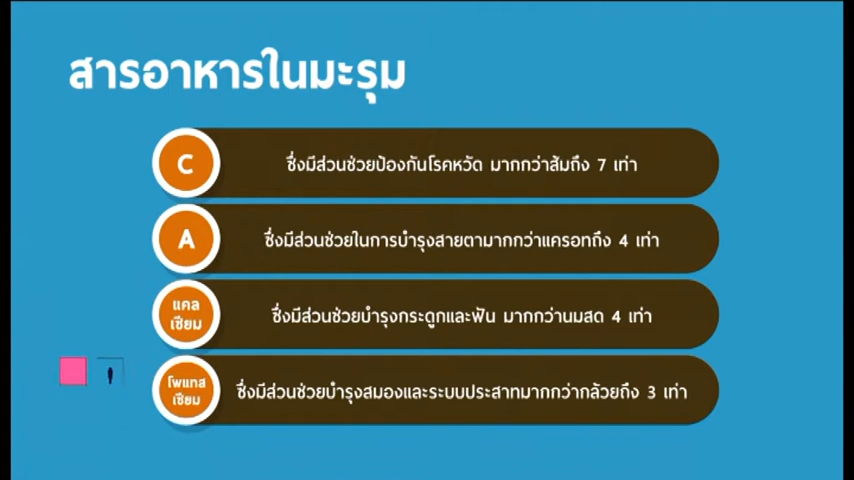 สารอาหารในมะรุม
C
ซึ่งมีส่วนช่วยป้องกันโรคหวัด มากกว่าส้มถึง 7 เท่า
A
ซึ่งมีส่วนช่วยในการบำรุงสายตามากกว่าแครอทถึง 4 เท่า
แคล
เซียม
ซึ่งมีส่วนช่วยบำรุงกระดูกและฟัน มากกว่านมสด 4 เท่า
โพแทส
เซียม
ซึ่งมีส่วนช่วยบำรุงสมองและระบบประสาทมากกว่ากล้วยถึง 3 เท่า